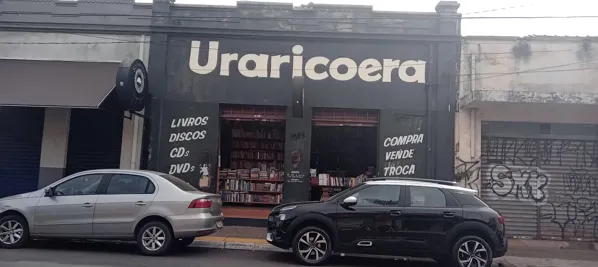 Uraricoera
LIVROS
DISCOS
CDs
DVDs
COMPRA
VENDE
TROCA